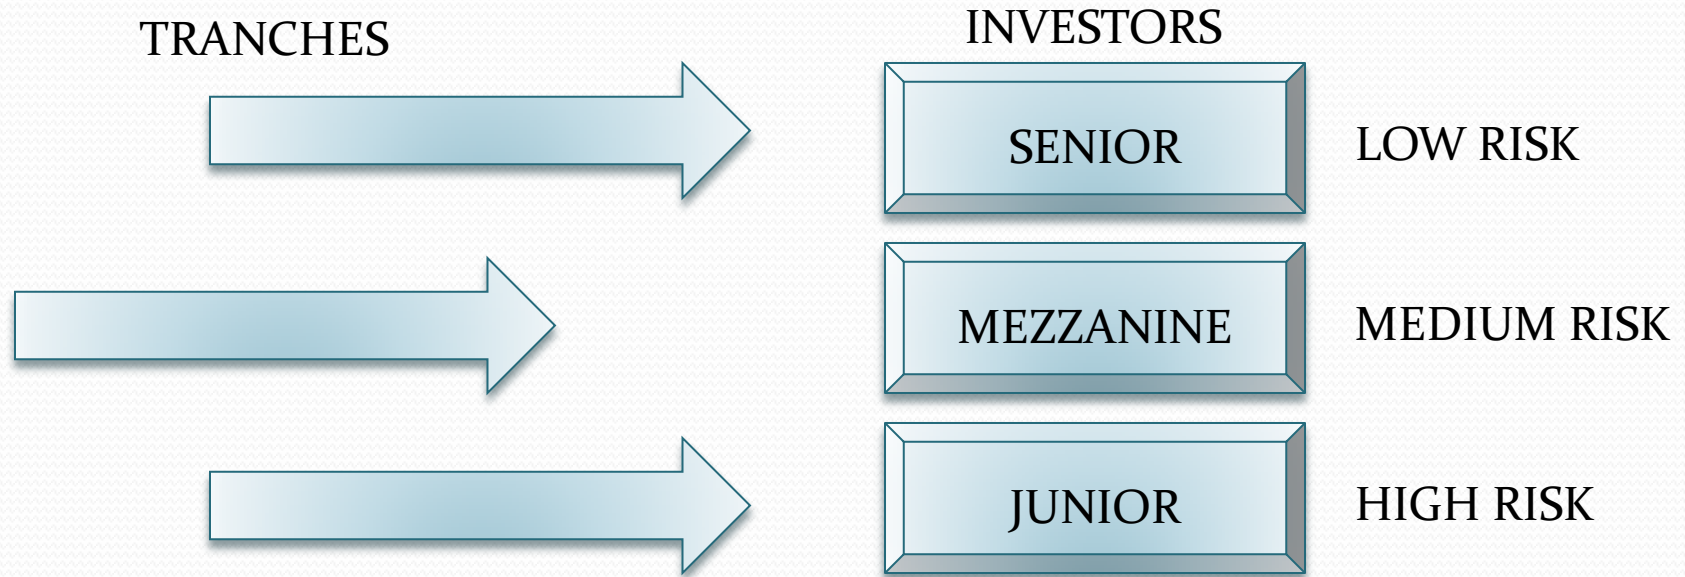 TRANCHES
INVESTORS
SENIOR
LOW RISK
MEZZANINE
MEDIUM RISK
JUNIOR
HIGH RISK